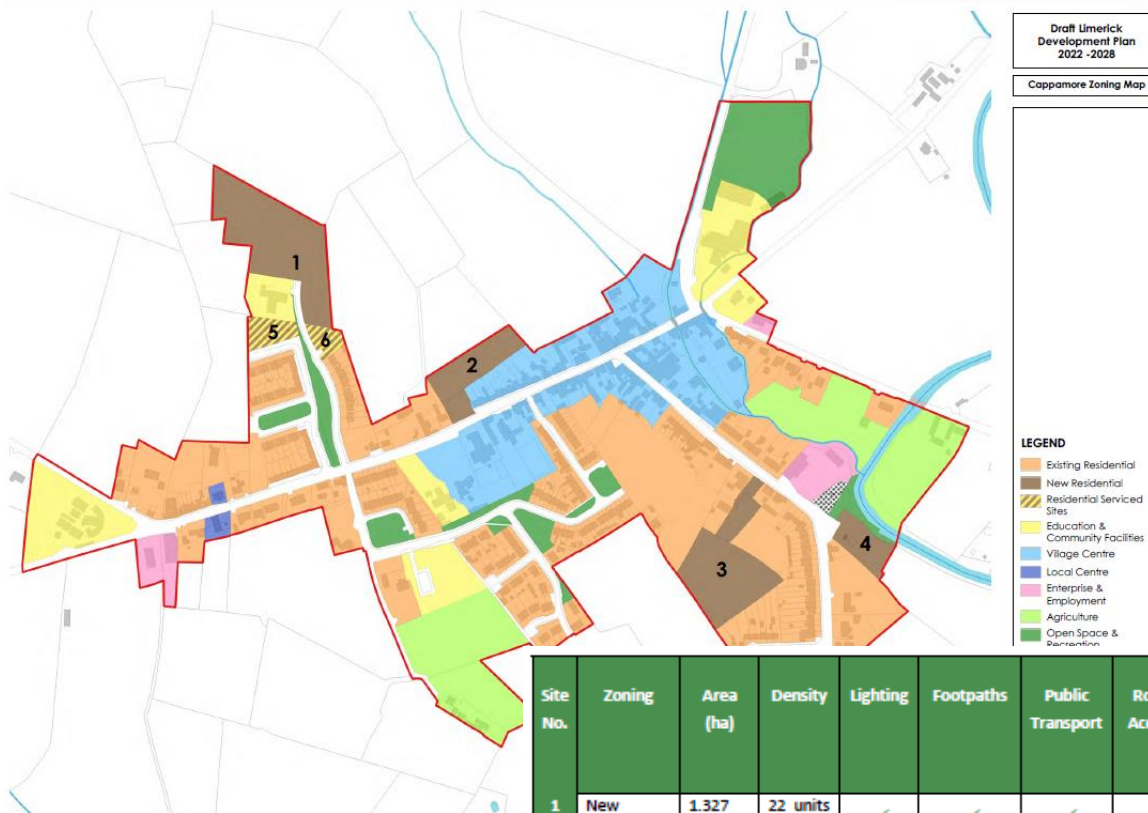 Draft Limerick
Development Plan
2022 -2028
Cappamore Zoning Map
1
5
6
2
3
4
LEGEND
Existing Residential
New Residential
Residential Serviced
Sites
Education &
Community Facilities
Village Centre
Local Centre
Enterprise &
Employment
Agriculture
Open Space &
Site
No.
Zoning
Area
(ha)
Density
Lighting
Footpaths
Public
Transport
1
New
1.327
22 units